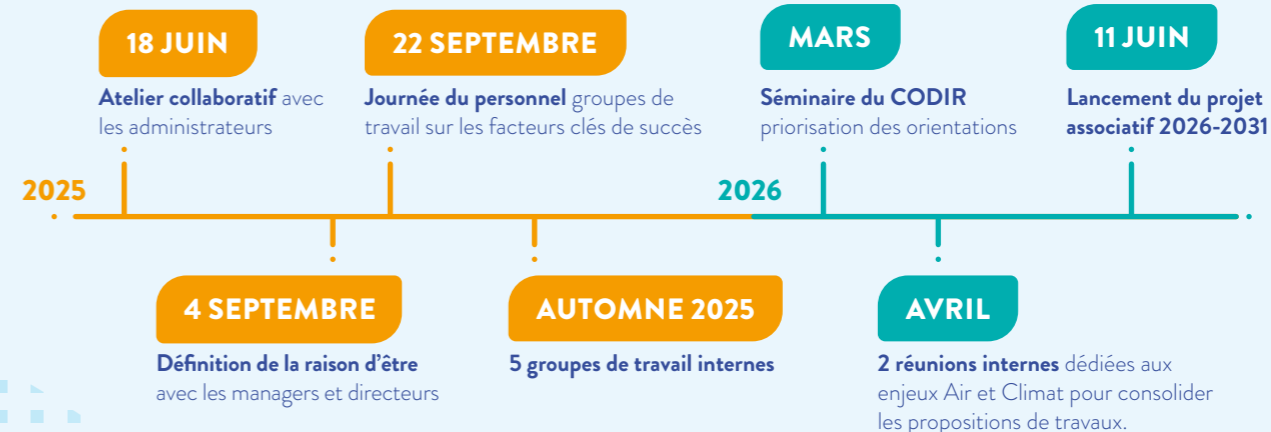 18 JUIN
Atelier collaboratif avec
les administrateurs
22 SEPTEMBRE
Journée du personnel groupes de
travail sur les facteurs clés de succès
MARS
Séminaire du CODIR
priorisation des orientations
11 JUIN
Lancement du projet
associatif 2026-2031
2025
2026
4 SEPTEMBRE
Définition de la raison d’être
avec les managers et directeurs
AUTOMNE 2025
5 groupes de travail internes
AVRIL
2 réunions internes dédiées aux
enjeux Air et Climat pour consolider
les propositions de travaux.